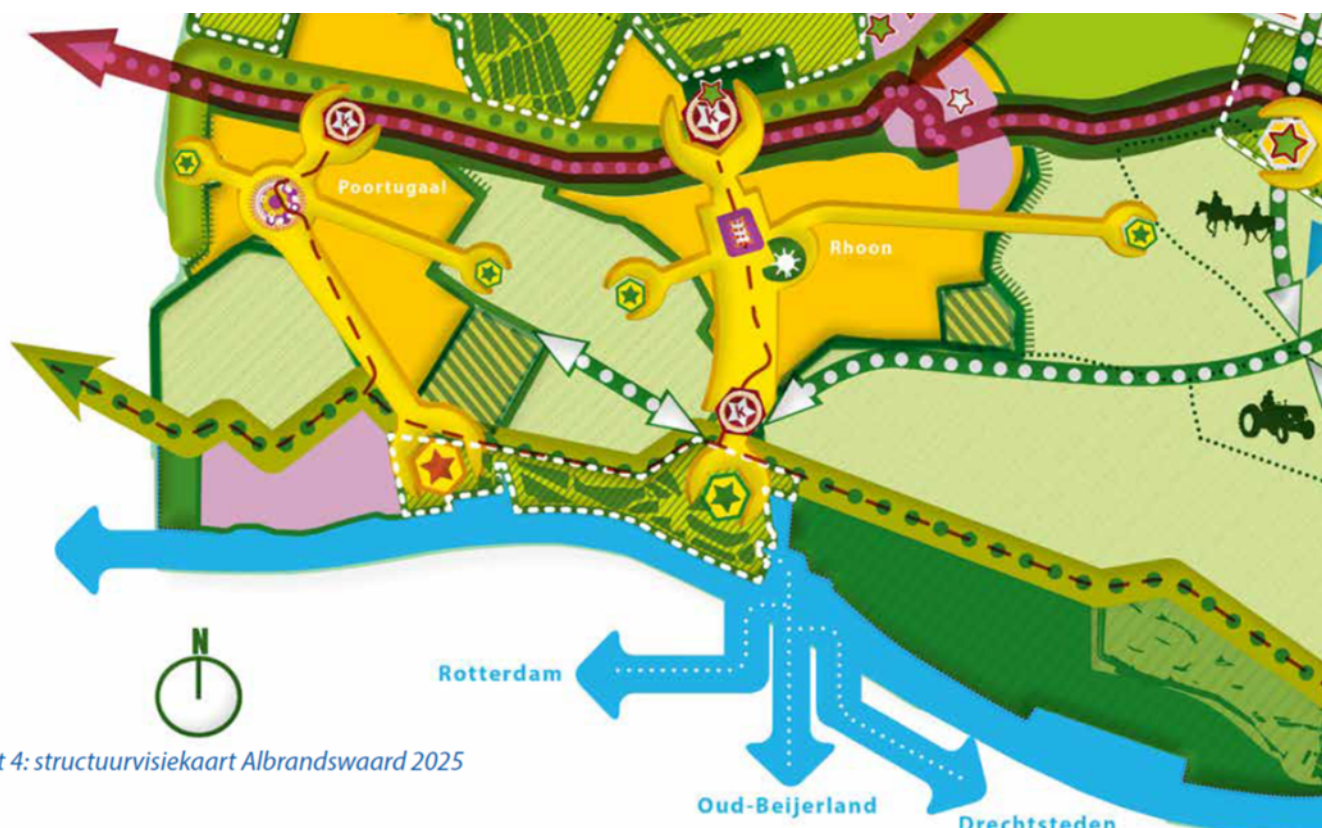 k
k
Poortugaal
Rhoon
k
N
Rotterdam
t 4: structuurvisiekaart Albrandswaard 2025
Oud-Beijerland
Drechtsteden